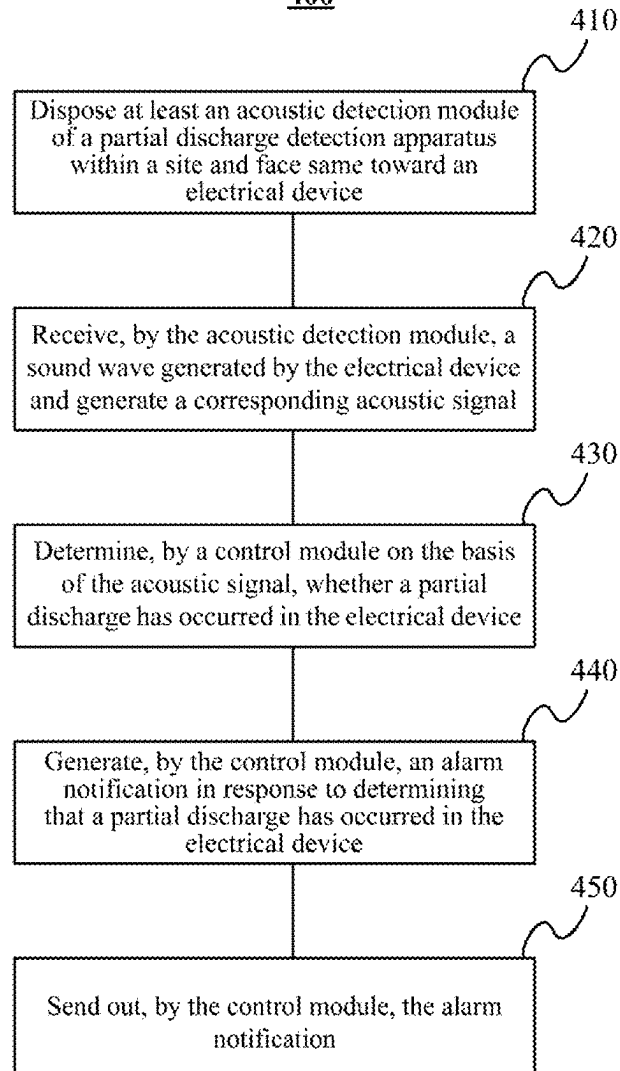 400
410
Dispose at least an acoustic detection module
of a partial discharge detection apparatus
within a site and face same toward an
electrical device
420
Receive, by the acoustic detection module, a
sound wave generated by the electrical device
and generate a corresponding acoustic signal
430
Determine, by a control module on the basis
of the acoustic signal, whether a partial
discharge has occurred in the electrical device
440
Generate, by the control module, an alarm
notification in response to determining
that a partial discharge has occurred in the
electrical device
450
Send out, by the control module, the alarm
notification